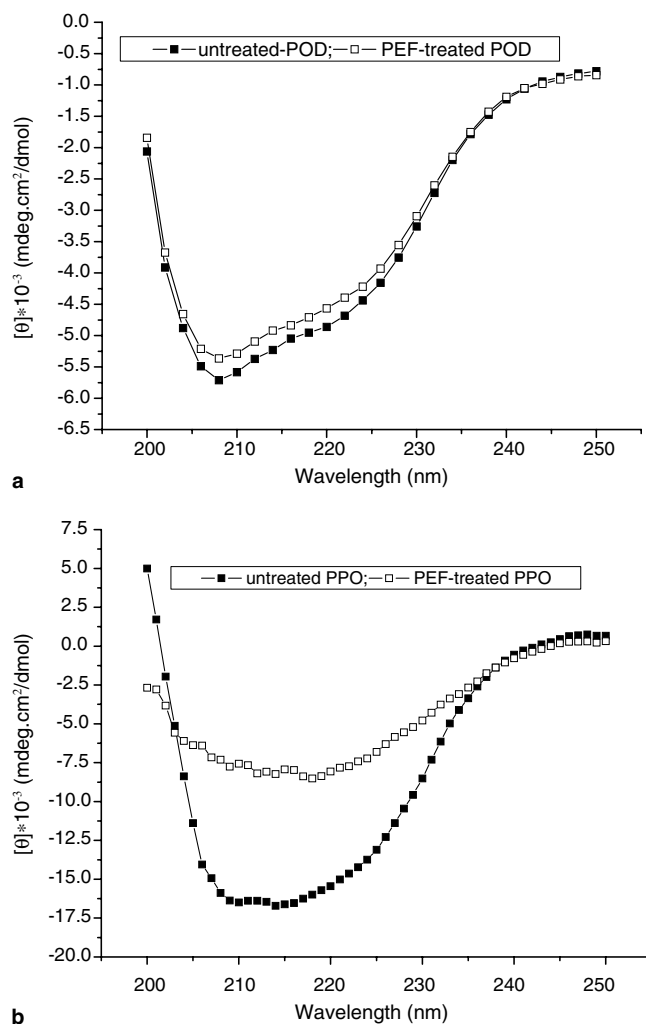 0.0
-0.5
-1.0
-1.5
-2.0
-2.5
-3.0
-3.5
-4.0
-4.5
-5.0
-5.5
-6.0
-6.5
[θ]*10⁻³ (mdeg.cm²/dmol)
untreated-POD; PEF-treated POD
200 210 220 230 240 250
Wavelength (nm)
a
7.5
5.0
2.5
0.0
-2.5
-5.0
-7.5
-10.0
-12.5
-15.0
-17.5
-20.0
[θ]*10⁻³ (mdeg.cm²/dmol)
untreated PPO; PEF-treated PPO
200 210 220 230 240 250
Wavelength (nm)
b